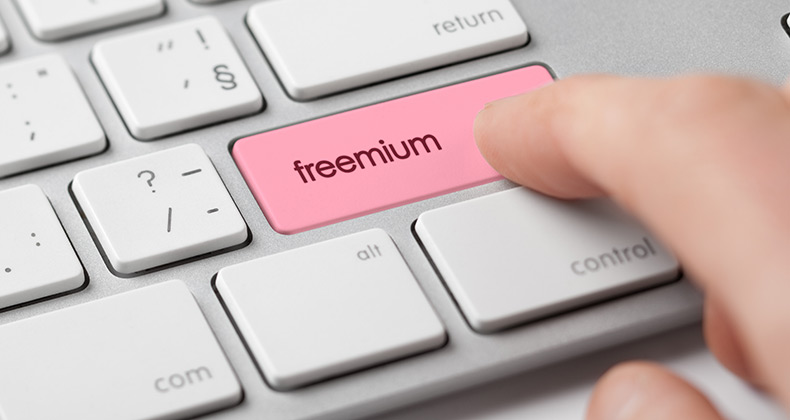 return
! §
freemium
? /
alt
control
com